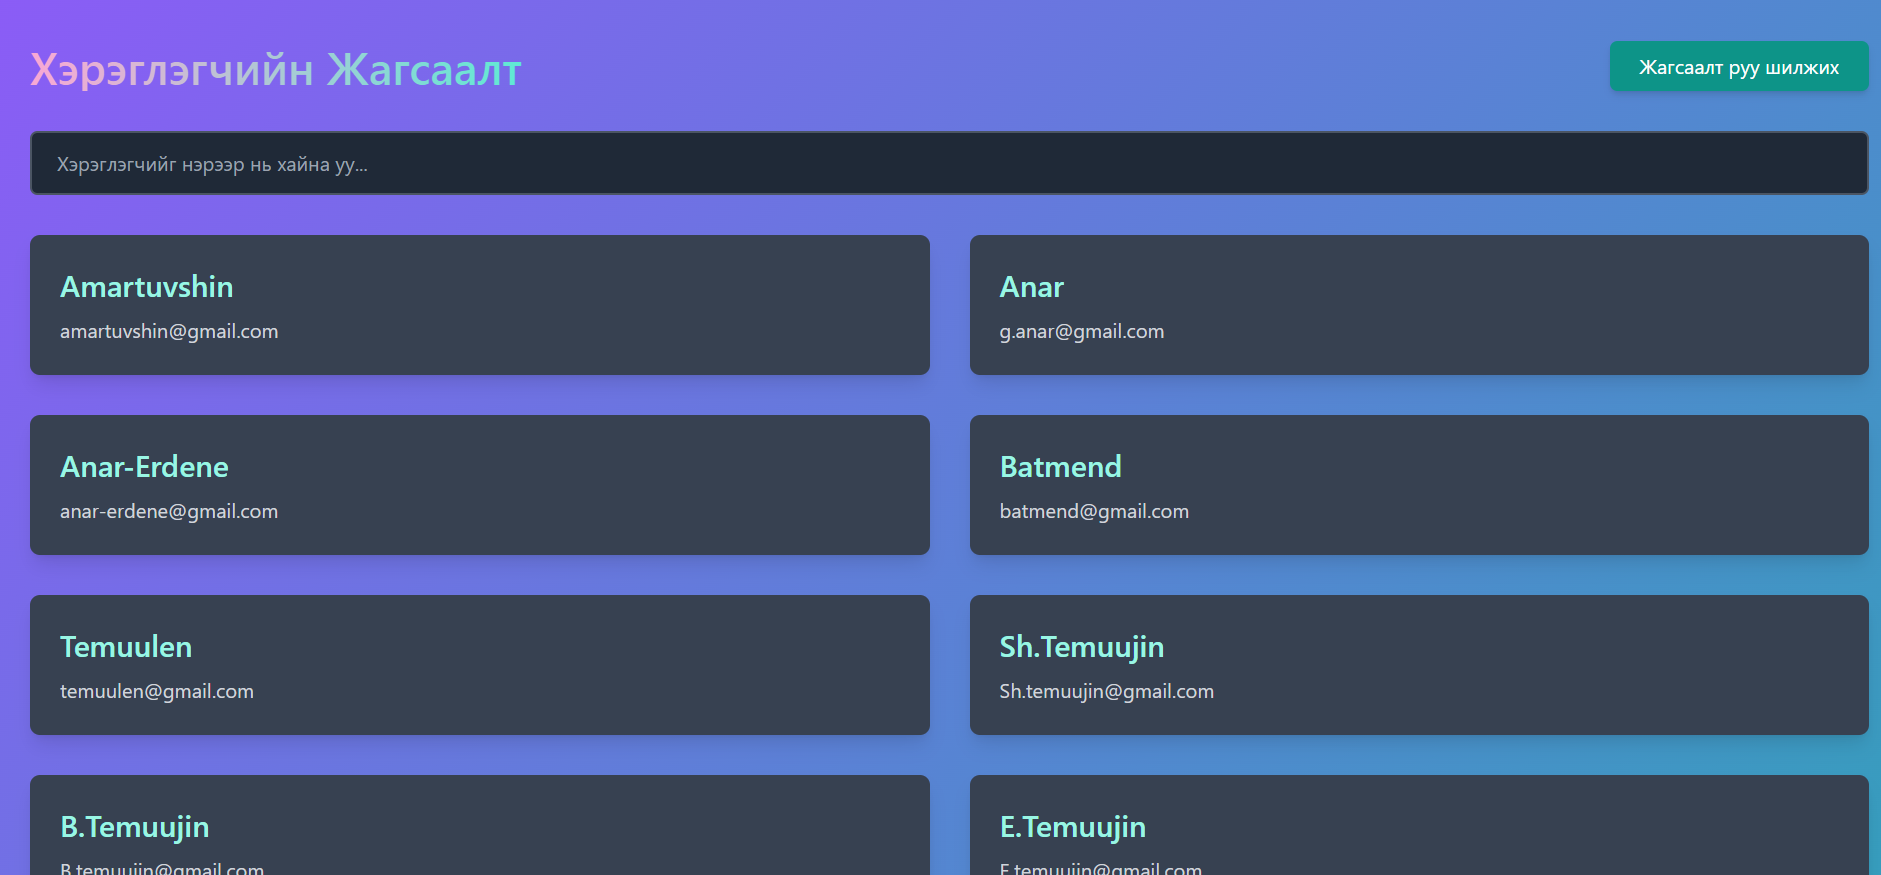 Хэрэглэгчийн Жагсаалт
Жагсаалт руу шилжих
Хэрэглэгчийг нэрээр нь хайна уу...
Amartuvshin
amartuvshin@gmail.com
Anar
g.anar@gmail.com
Anar-Erdene
anar-erdene@gmail.com
Batmend
batmend@gmail.com
Temuulen
temuulen@gmail.com
Sh.Temuujin
Sh.temuujin@gmail.com
B.Temuujin
B.temuujin@gmail.com
E.Temuujin
E.temuujin@gmail.com